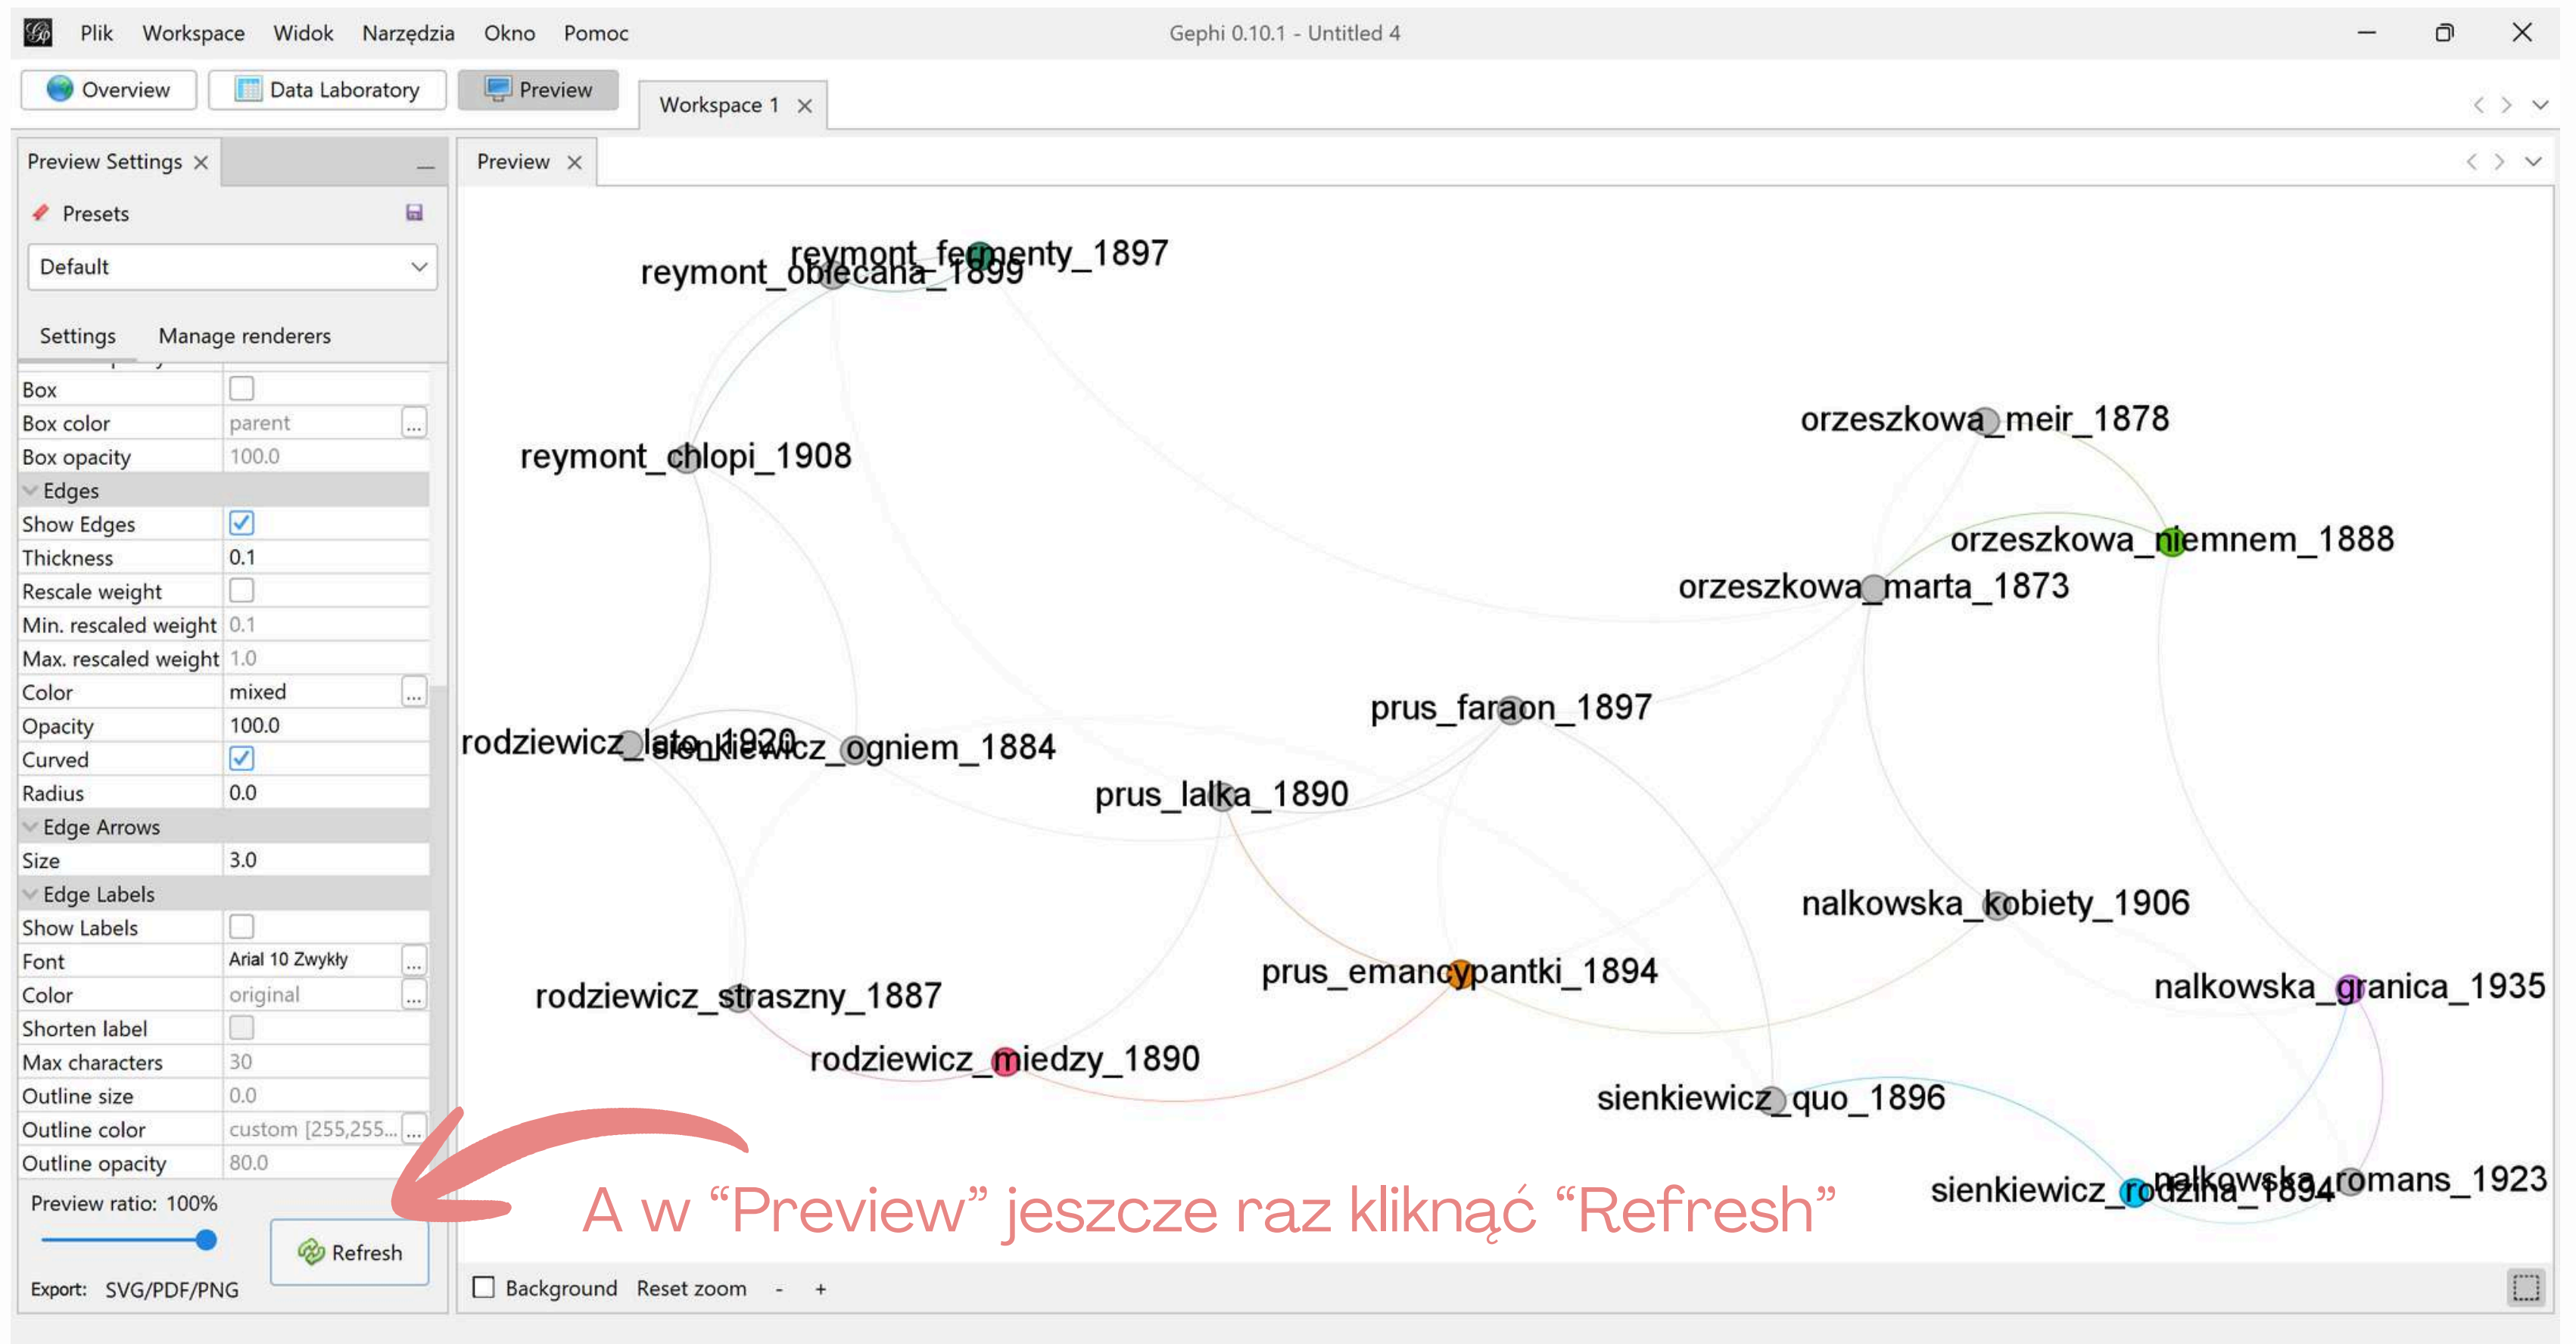 Plik Workspace Widok Narzędzia Okno Pomoc
Gephi 0.10.1 - Untitled 4
Overview Data Laboratory Preview
Workspace 1
Preview Settings
Presets
Default
Settings Manage renderers
Box
Box color parent ...
Box opacity 100.0
Edges
Show Edges
Thickness 0.1
Rescale weight
Min. rescaled weight 0.1
Max. rescaled weight 1.0
Color mixed ...
Opacity 100.0
Curved
Radius 0.0
Edge Arrows
Size 3.0
Edge Labels
Show Labels
Font Arial 10 Zwykły ...
Color original ...
Shorten label
Max characters 30
Outline size 0.0
Outline color custom [255,255... ...
Outline opacity 80.0
Preview ratio: 100%
Refresh
Export: SVG/PDF/PNG
Preview
reymont_fermenty_1897
reymont_obiecana_1899
reymont_chlopi_1908
orzeszkowa_meir_1878
orzeszkowa_niemnem_1888
orzeszkowa_marta_1873
prus_faraon_1897
rodziewicz_lato_1920
sienkiewicz_ogniem_1884
prus_lalka_1890
nalkowska_kobiety_1906
prus_emancypantki_1894
nalkowska_granica_1935
rodziewicz_straszny_1887
rodziewicz_miedzy_1890
sienkiewicz_quo_1896
nalkowska_romans_1923
sienkiewicz_rodzina_1894
A w “Preview” jeszcze raz kliknąć “Refresh”
Background Reset zoom - +